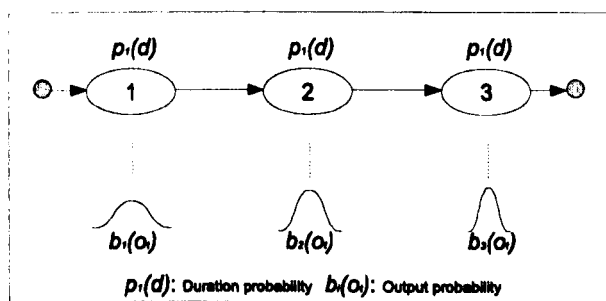 p₁(d) p₁(d) p₁(d)
1 2 3
b₁(oₜ) b₂(oₜ) b₃(oₜ)
p₁(d): Duration probability bᵢ(oₜ): Output probability